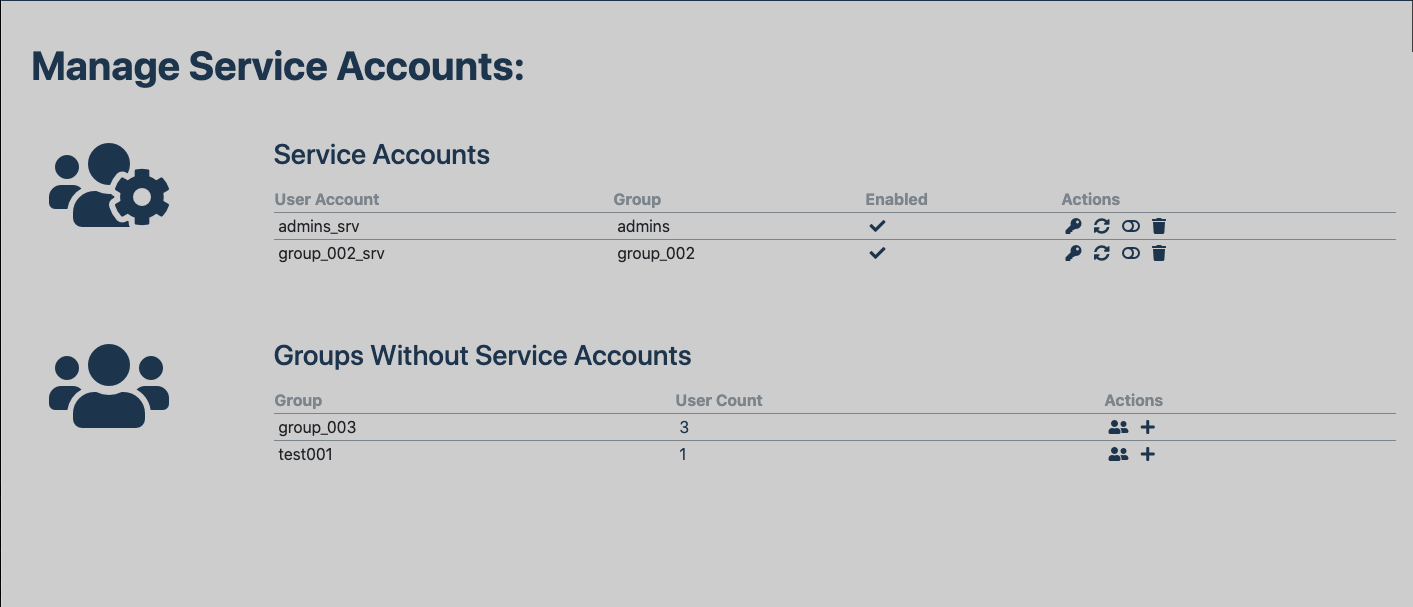 Manage Service Accounts:
Service Accounts
User Account Group Enabled Actions
admins_srv admins
group_002_srv group_002
Groups Without Service Accounts
Group User Count Actions
group_003 3
test001 1